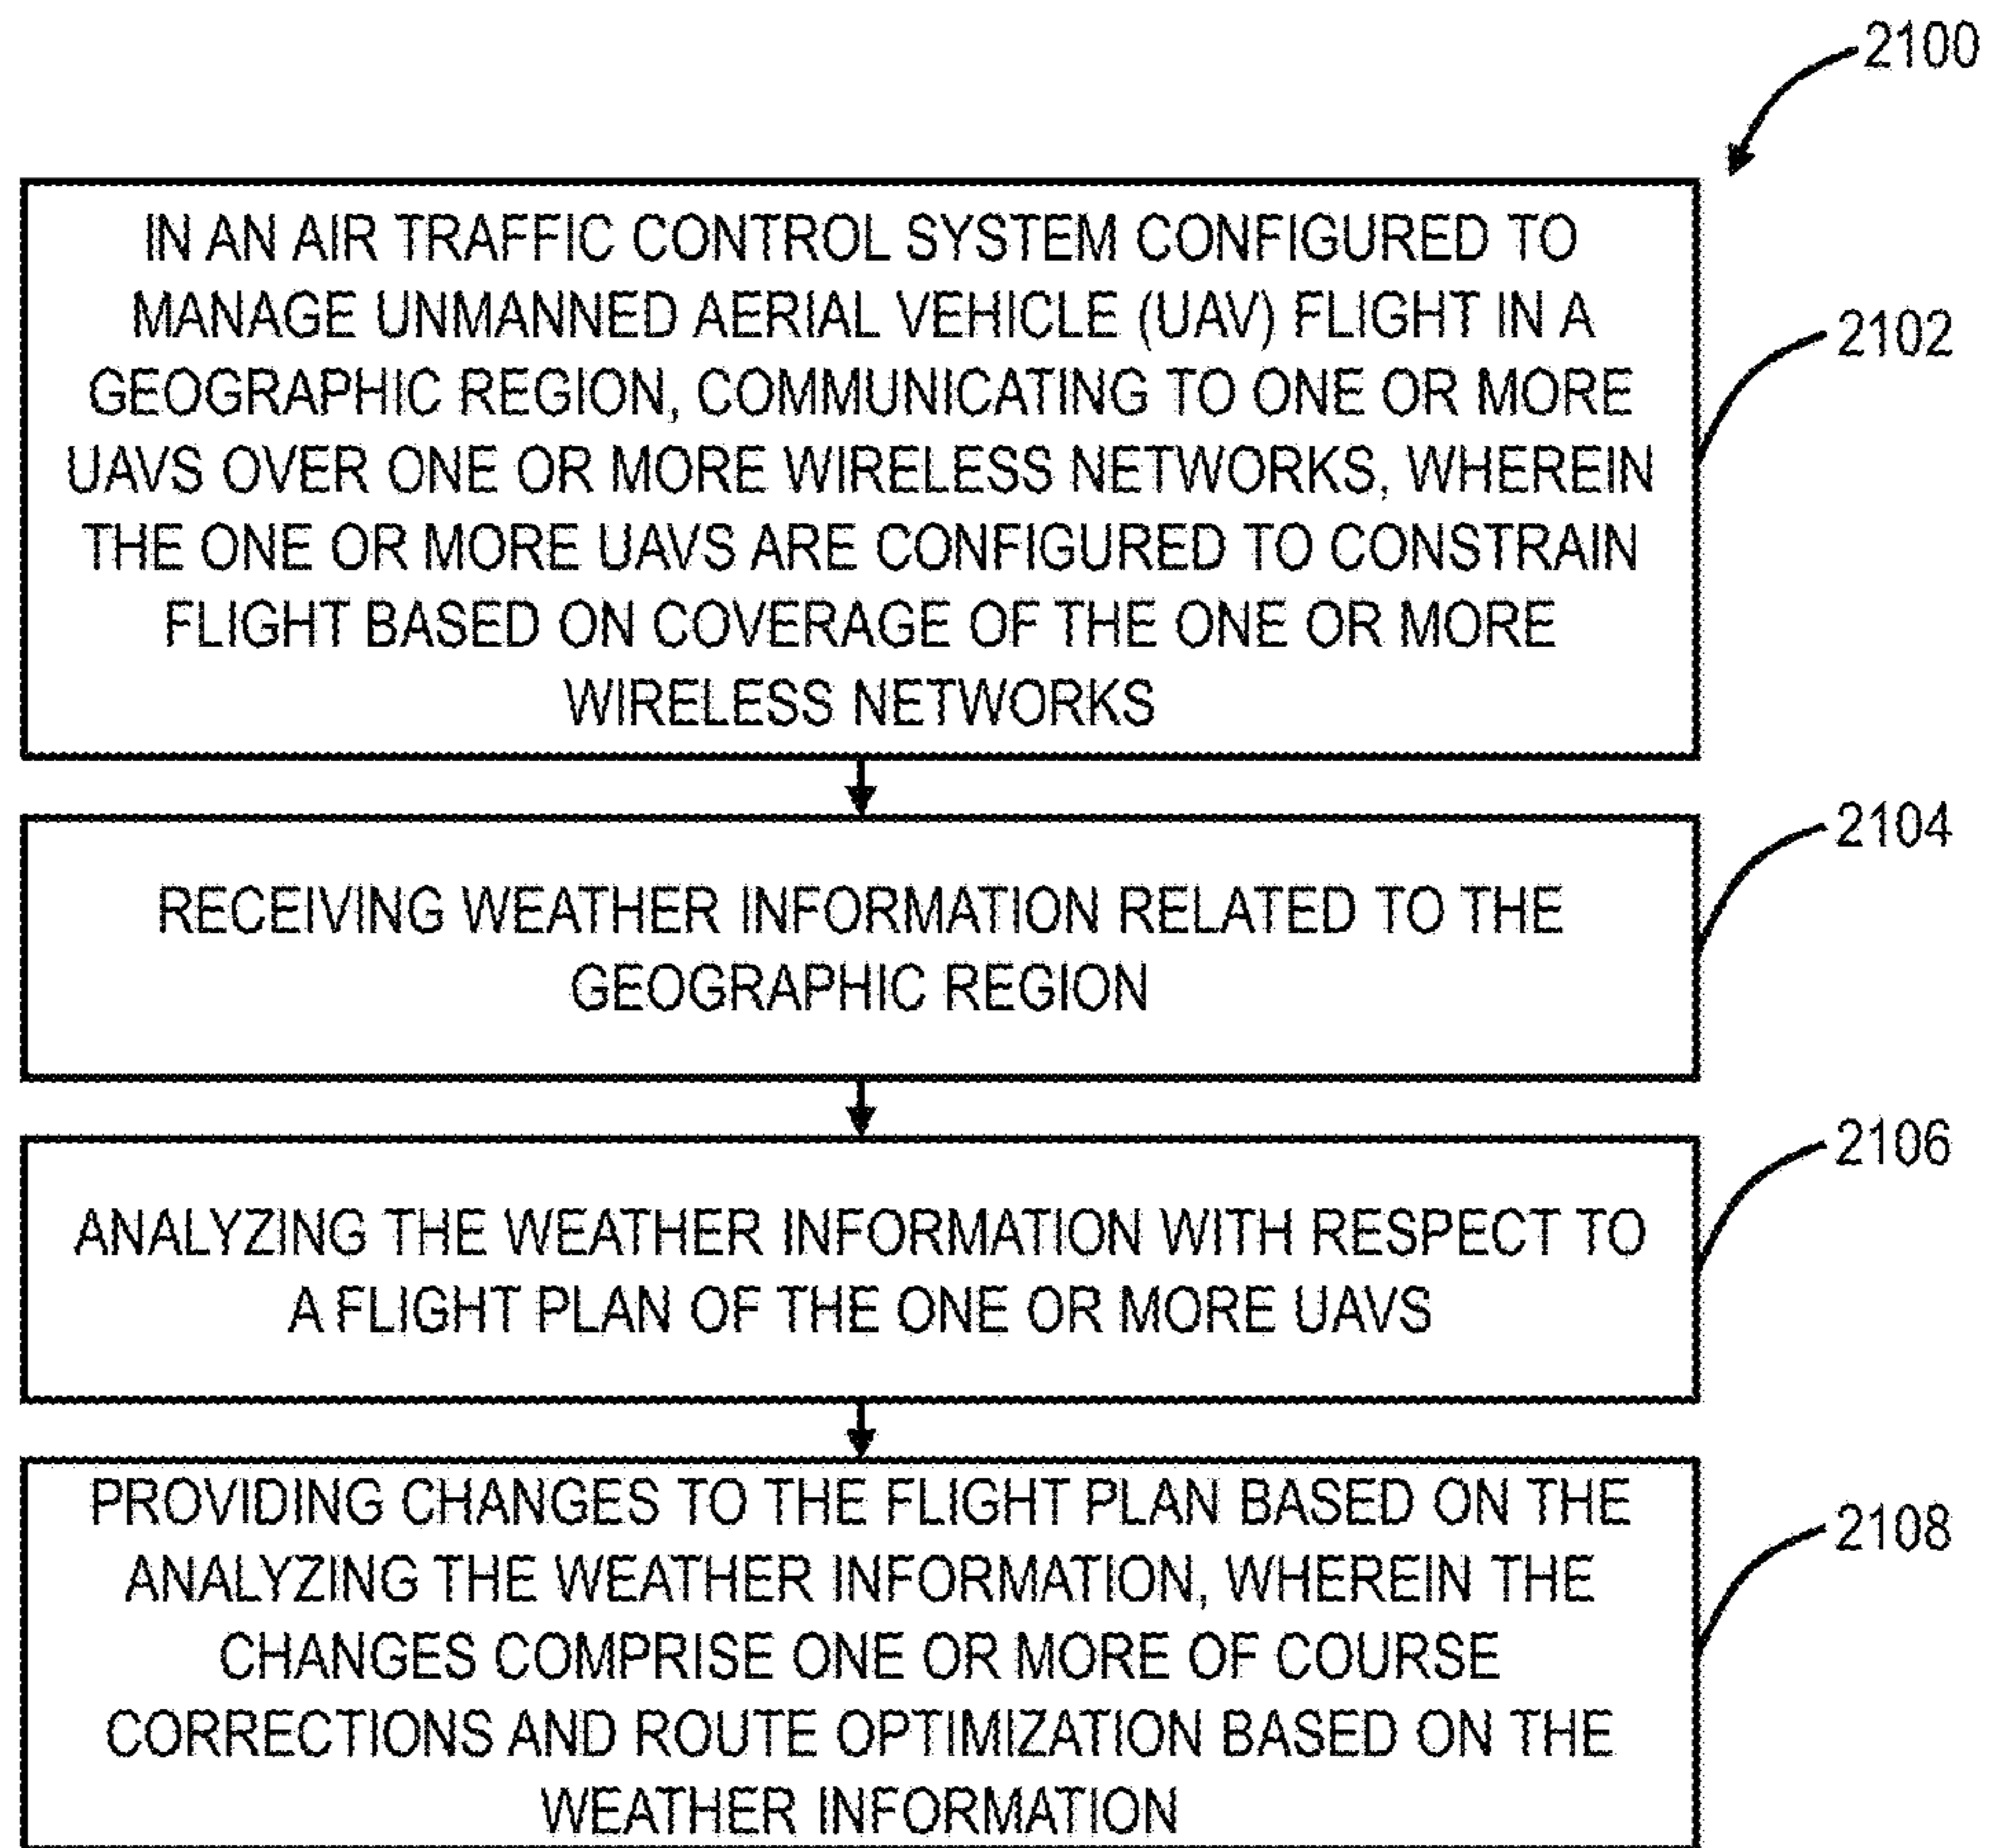 2100
IN AN AIR TRAFFIC CONTROL SYSTEM CONFIGURED TO
MANAGE UNMANNED AERIAL VEHICLE (UAV) FLIGHT IN A
GEOGRAPHIC REGION, COMMUNICATING TO ONE OR MORE
UAVS OVER ONE OR MORE WIRELESS NETWORKS, WHEREIN
THE ONE OR MORE UAVS ARE CONFIGURED TO CONSTRAIN
FLIGHT BASED ON COVERAGE OF THE ONE OR MORE
WIRELESS NETWORKS
2102
RECEIVING WEATHER INFORMATION RELATED TO THE
GEOGRAPHIC REGION
2104
ANALYZING THE WEATHER INFORMATION WITH RESPECT TO
A FLIGHT PLAN OF THE ONE OR MORE UAVS
2106
PROVIDING CHANGES TO THE FLIGHT PLAN BASED ON THE
ANALYZING THE WEATHER INFORMATION, WHEREIN THE
CHANGES COMPRISE ONE OR MORE OF COURSE
CORRECTIONS AND ROUTE OPTIMIZATION BASED ON THE
WEATHER INFORMATION
2108